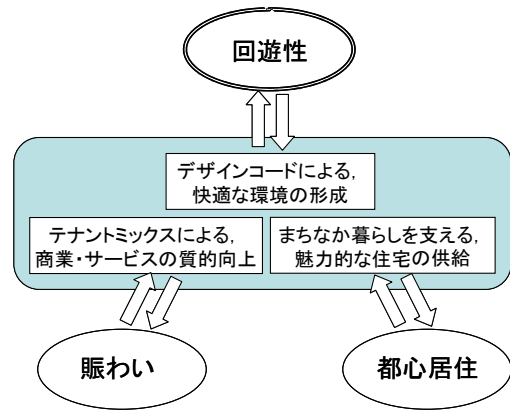 回遊性
デザインコードによる,
快適な環境の形成
テナントミックスによる,
商業・サービスの質的向上
まちなか暮らしを支える,
魅力的な住宅の供給
賑わい
都心居住